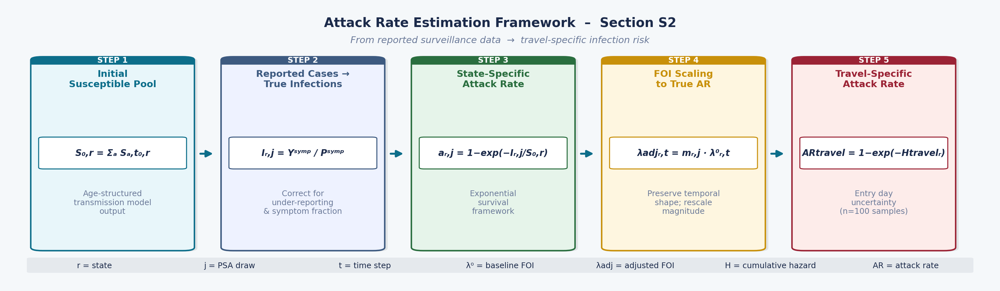 Attack Rate Estimation Framework – Section S2
From reported surveillance data → travel-specific infection risk
STEP 1
Initial
Susceptible Pool
S₀,r = Σₐ Sₐ,t₀,r
Age-structured
transmission model
output
STEP 2
Reported Cases →
True Infections
Iᵣ,j = Yˢʸᵐᵖ / Pˢʸᵐᵖ
Correct for
under-reporting
& symptom fraction
STEP 3
State-Specific
Attack Rate
aᵣ,j = 1−exp(−Iᵣ,j/S₀,r)
Exponential
survival
framework
STEP 4
FOI Scaling
to True AR
λadjᵣ,t = mᵣ,j · λ⁰ᵣ,t
Preserve temporal
shape; rescale
magnitude
STEP 5
Travel-Specific
Attack Rate
ARtravel = 1−exp(−Htravelᵣ)
Entry day
uncertainty
(n=100 samples)
r = state
j = PSA draw
t = time step
λ⁰ = baseline FOI
λadj = adjusted FOI
H = cumulative hazard
AR = attack rate